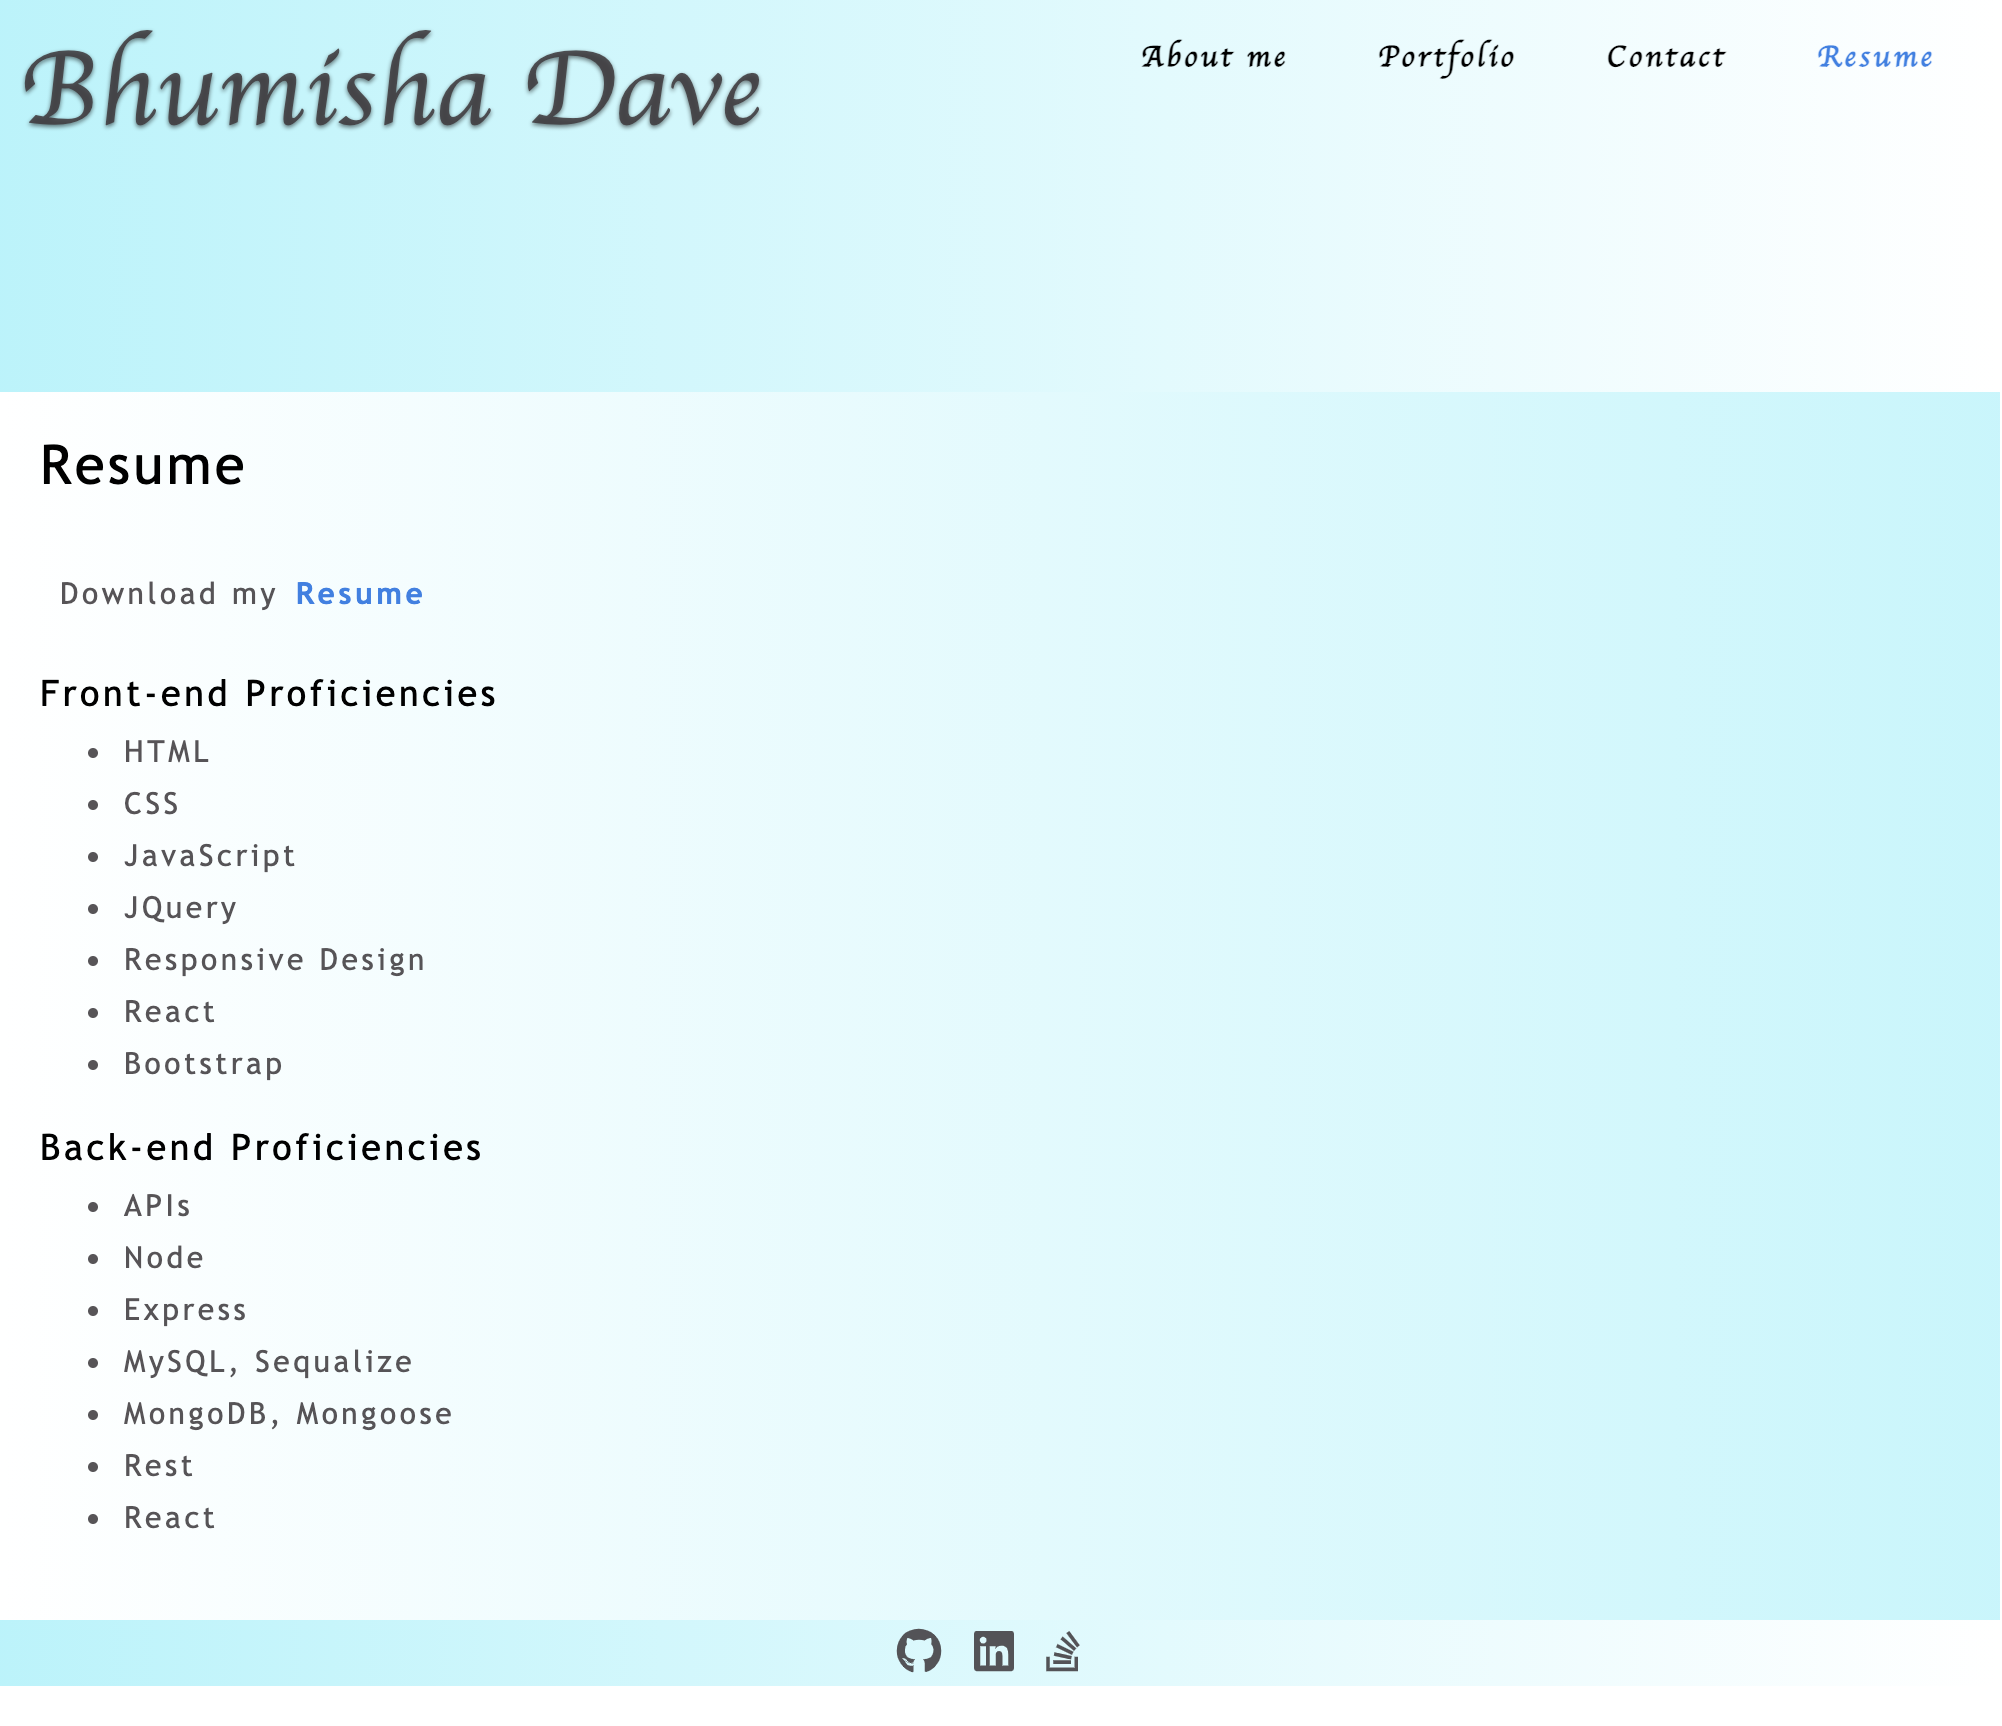 Bhumisha Dave
About me Portfolio Contact Resume
Resume
Download my Resume
Front-end Proficiencies
HTML
CSS
JavaScript
JQuery
Responsive Design
React
Bootstrap
Back-end Proficiencies
APIs
Node
Express
MySQL, Sequalize
MongoDB, Mongoose
Rest
React
in